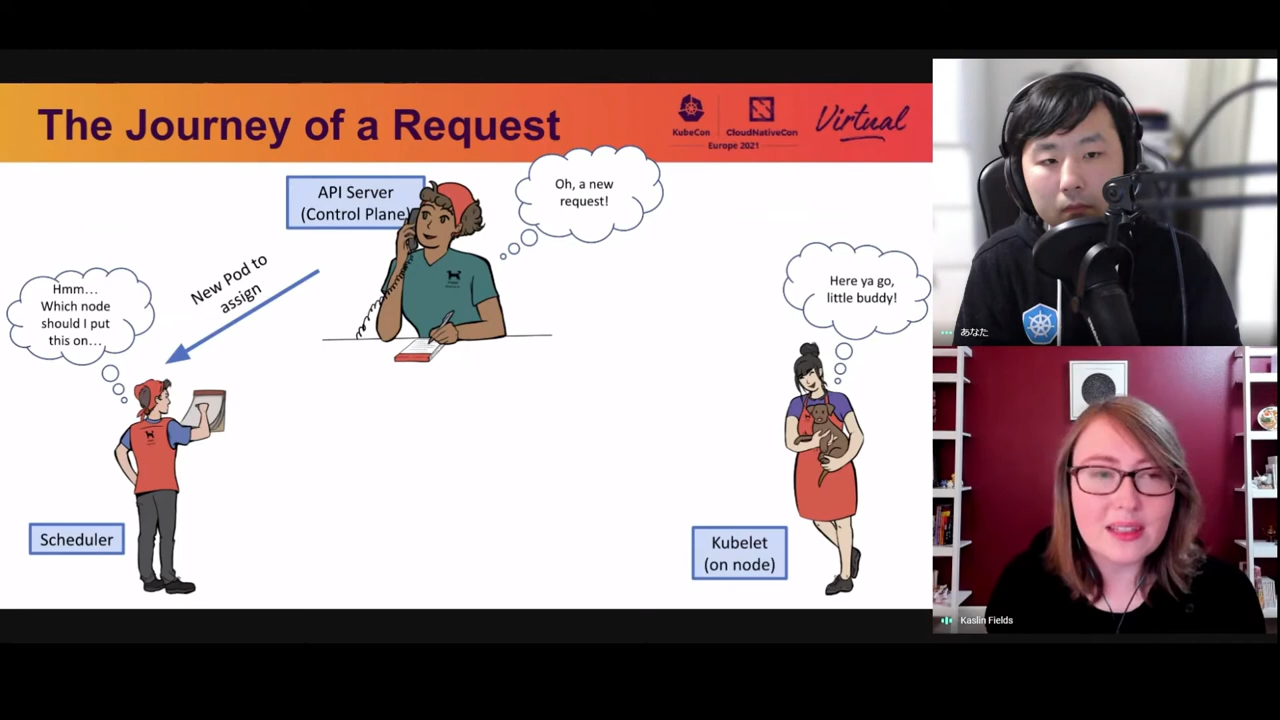 The Journey of a Request
KubeCon
CloudNativeCon
Europe 2021
Virtual
API Server
(Control Plane)
Oh, a new
request!
New Pod to
assign
Hmm...
Which node
should I put
this on...
Here ya go,
little buddy!
Scheduler
Kubelet
(on node)
あなた
Kaslin Fields